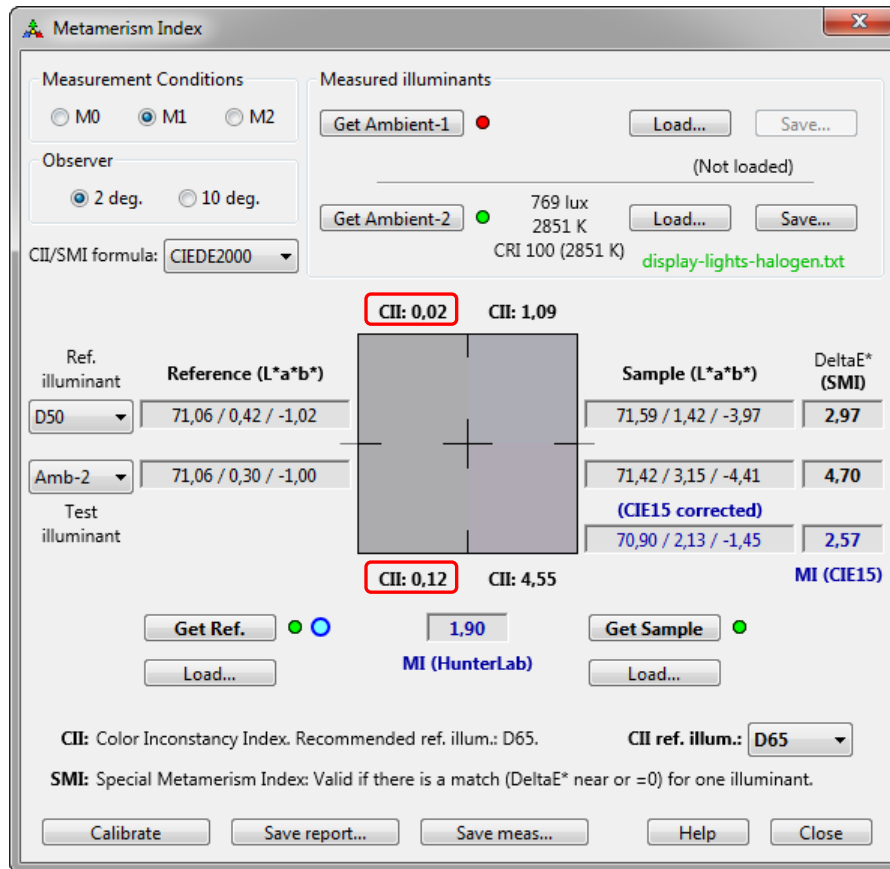 Metamerism Index
Measurement Conditions
M0 M1 M2
Observer
2 deg. 10 deg.
CII/SMI formula: CIEDE2000
Measured illuminants
Get Ambient-1 Load... Save...
(Not loaded)
Get Ambient-2 769 lux Load... Save...
2851 K
CRI 100 (2851 K) display-lights-halogen.txt
CII: 0,02 CII: 1,09
Ref. illuminant
Reference (L*a*b*)
Sample (L*a*b*)
DeltaE*
(SMI)
D50 71,06 / 0,42 / -1,02 71,59 / 1,42 / -3,97 2,97
Amb-2 71,06 / 0,30 / -1,00 71,42 / 3,15 / -4,41 4,70
Test illuminant
(CIE15 corrected)
70,90 / 2,13 / -1,45 2,57
CII: 0,12 CII: 4,55 MI (CIE15)
Get Ref. 1,90 Get Sample
MI (HunterLab)
Load... Load...
CII: Color Inconstancy Index. Recommended ref. illum.: D65. CII ref. illum.: D65
SMI: Special Metamerism Index: Valid if there is a match (DeltaE* near or =0) for one illuminant.
Calibrate Save report... Save meas... Help Close